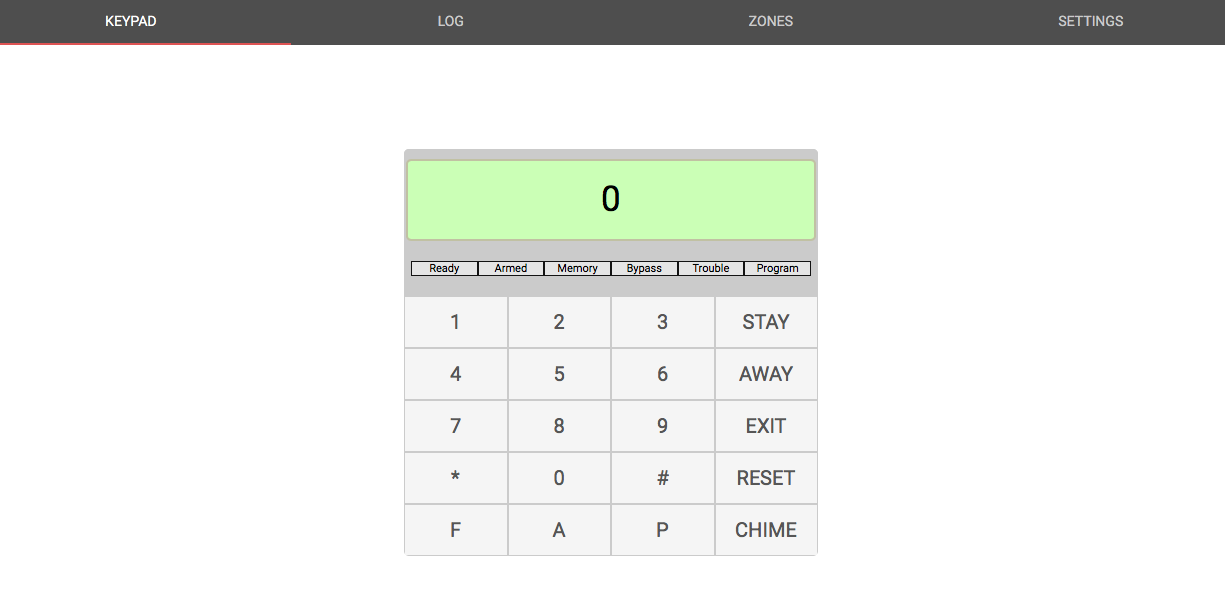 KEYPAD LOG ZONES SETTINGS
0
Ready Armed Memory Bypass Trouble Program
1 2 3 STAY
4 5 6 AWAY
7 8 9 EXIT
* 0 # RESET
F A P CHIME